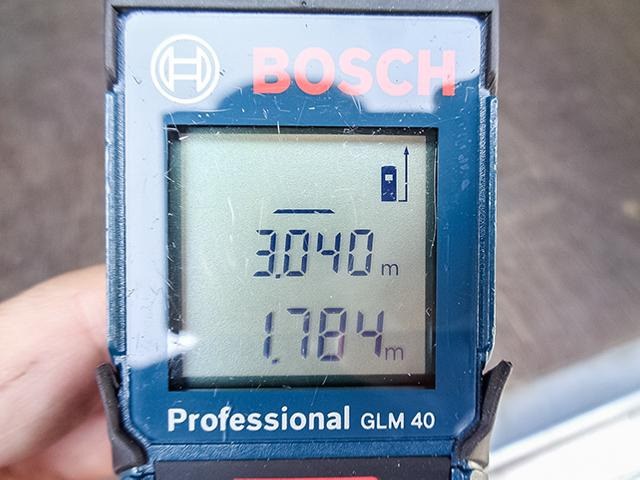 BOSCH
3.040 m
1.784 m
Professional GLM 40